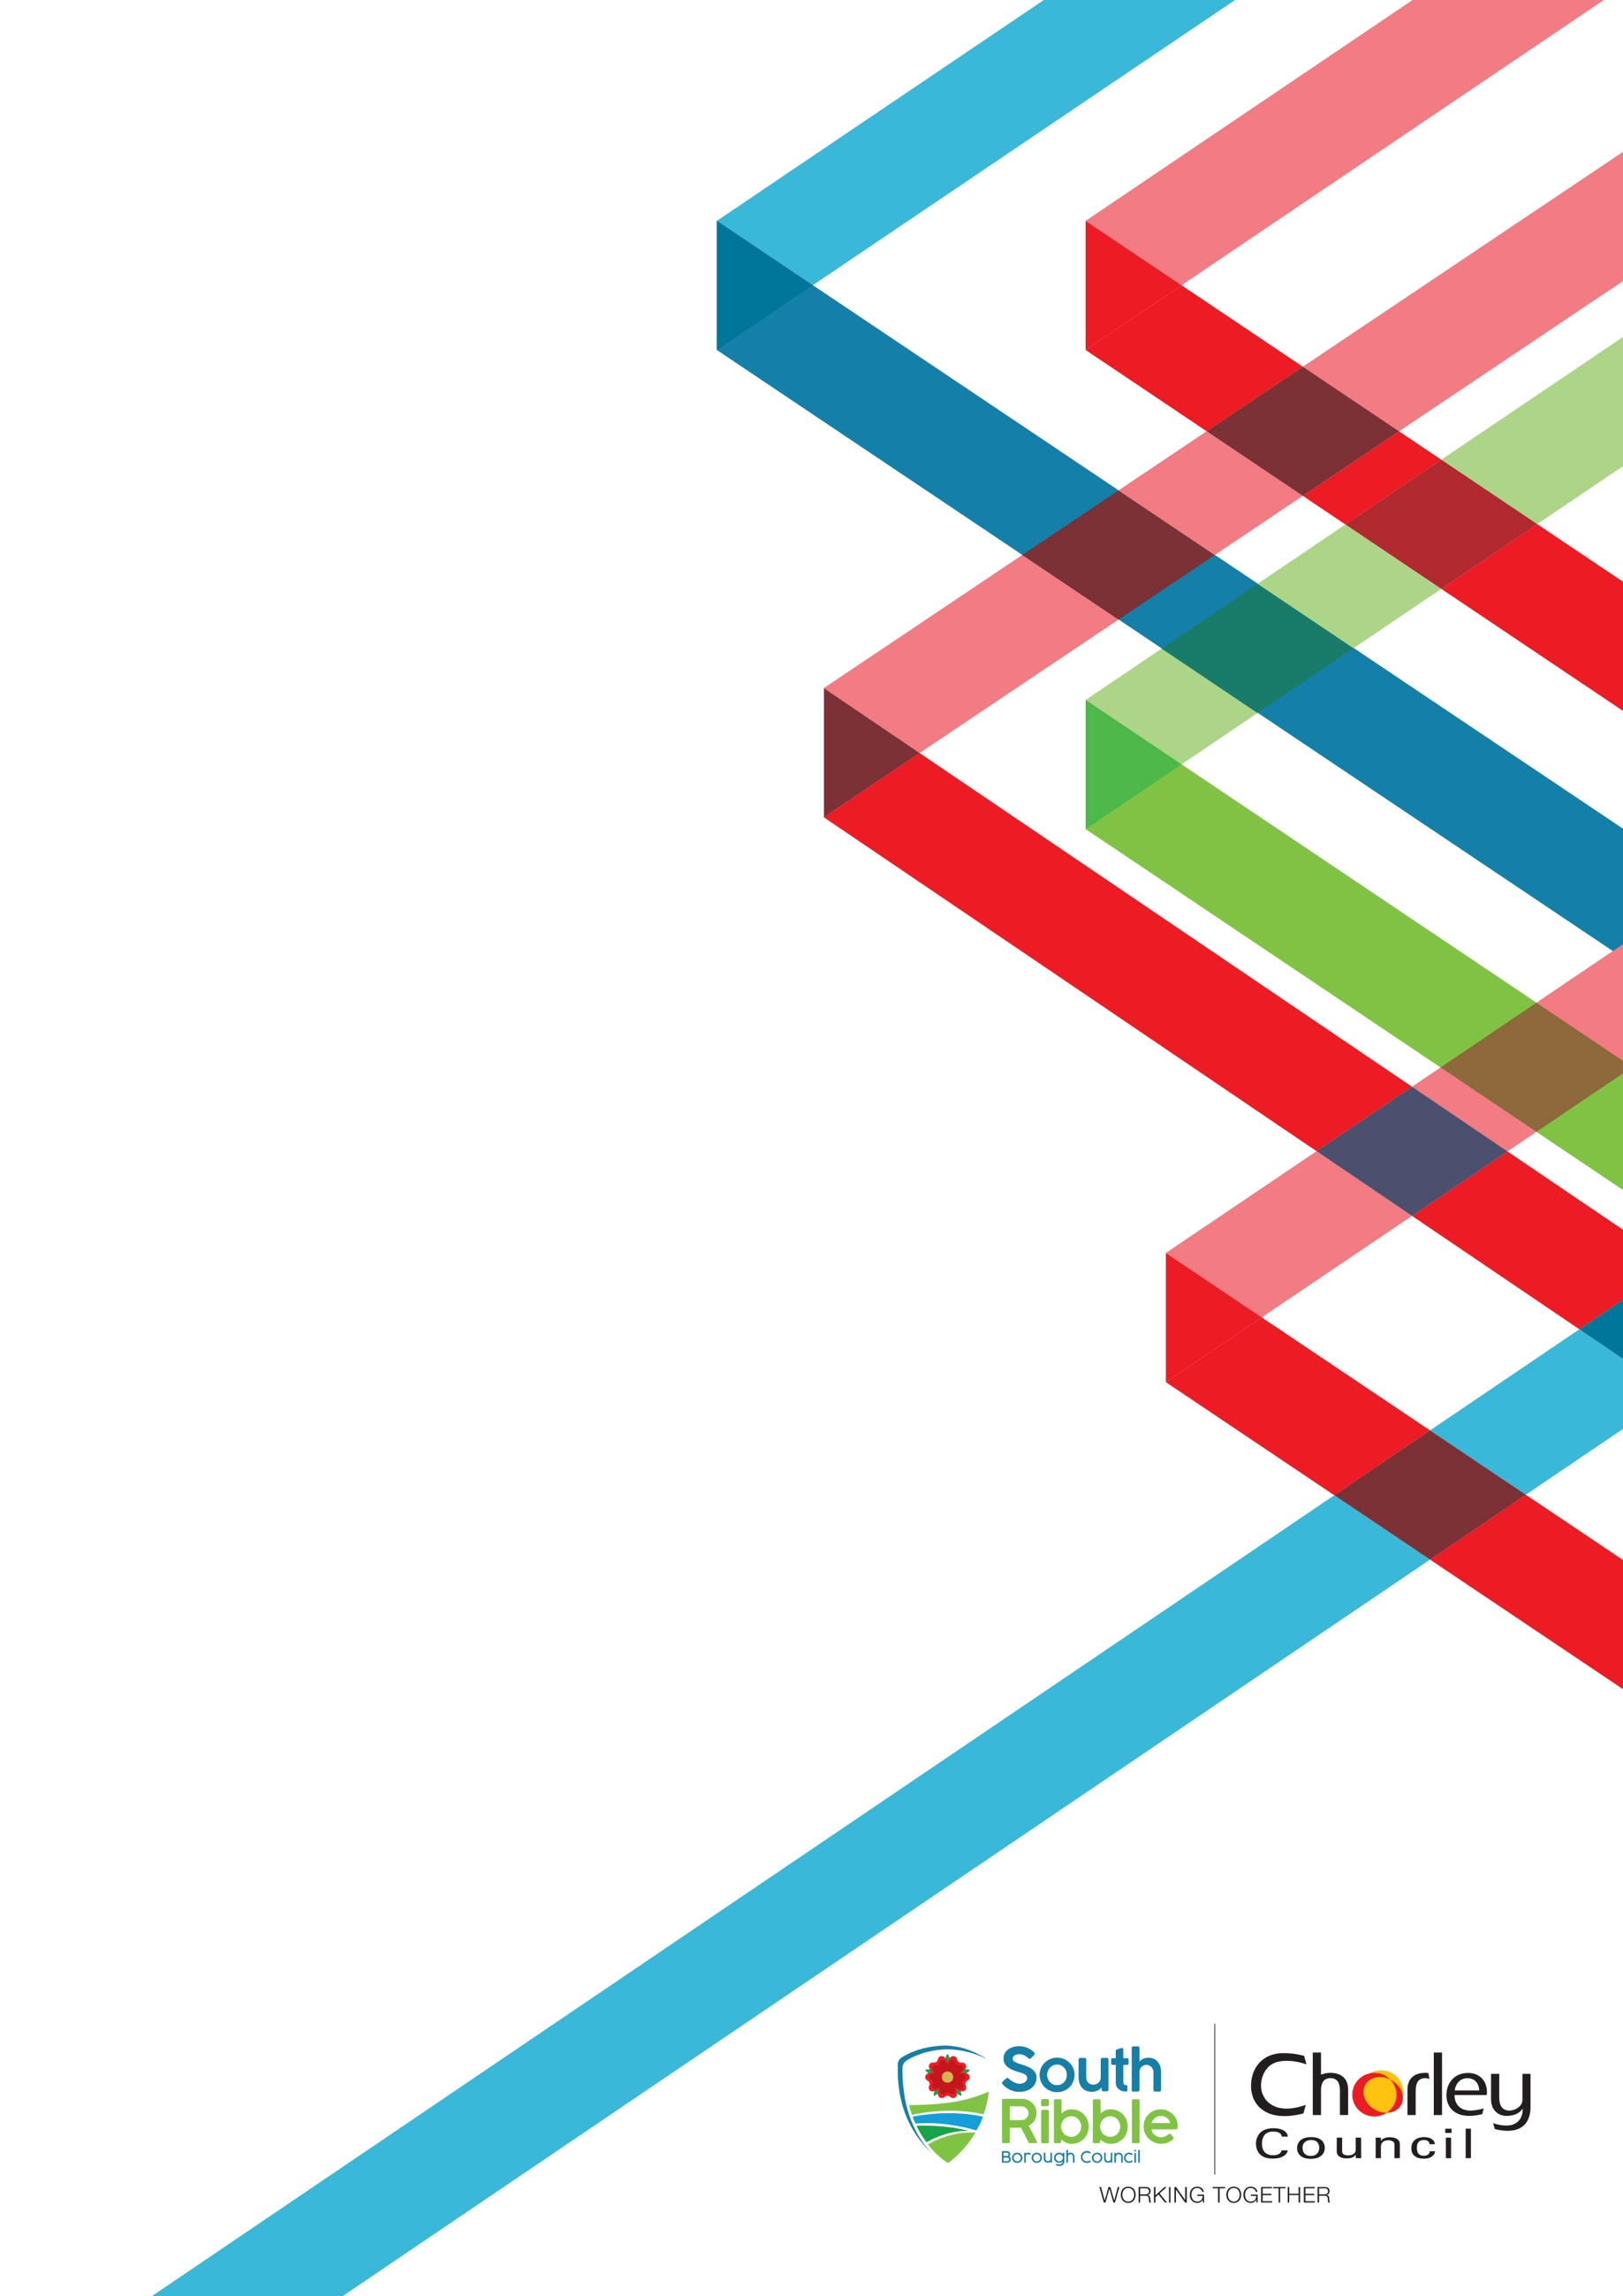 South
Ribble
Borough Council
Chorley
Council
WORKING TOGETHER